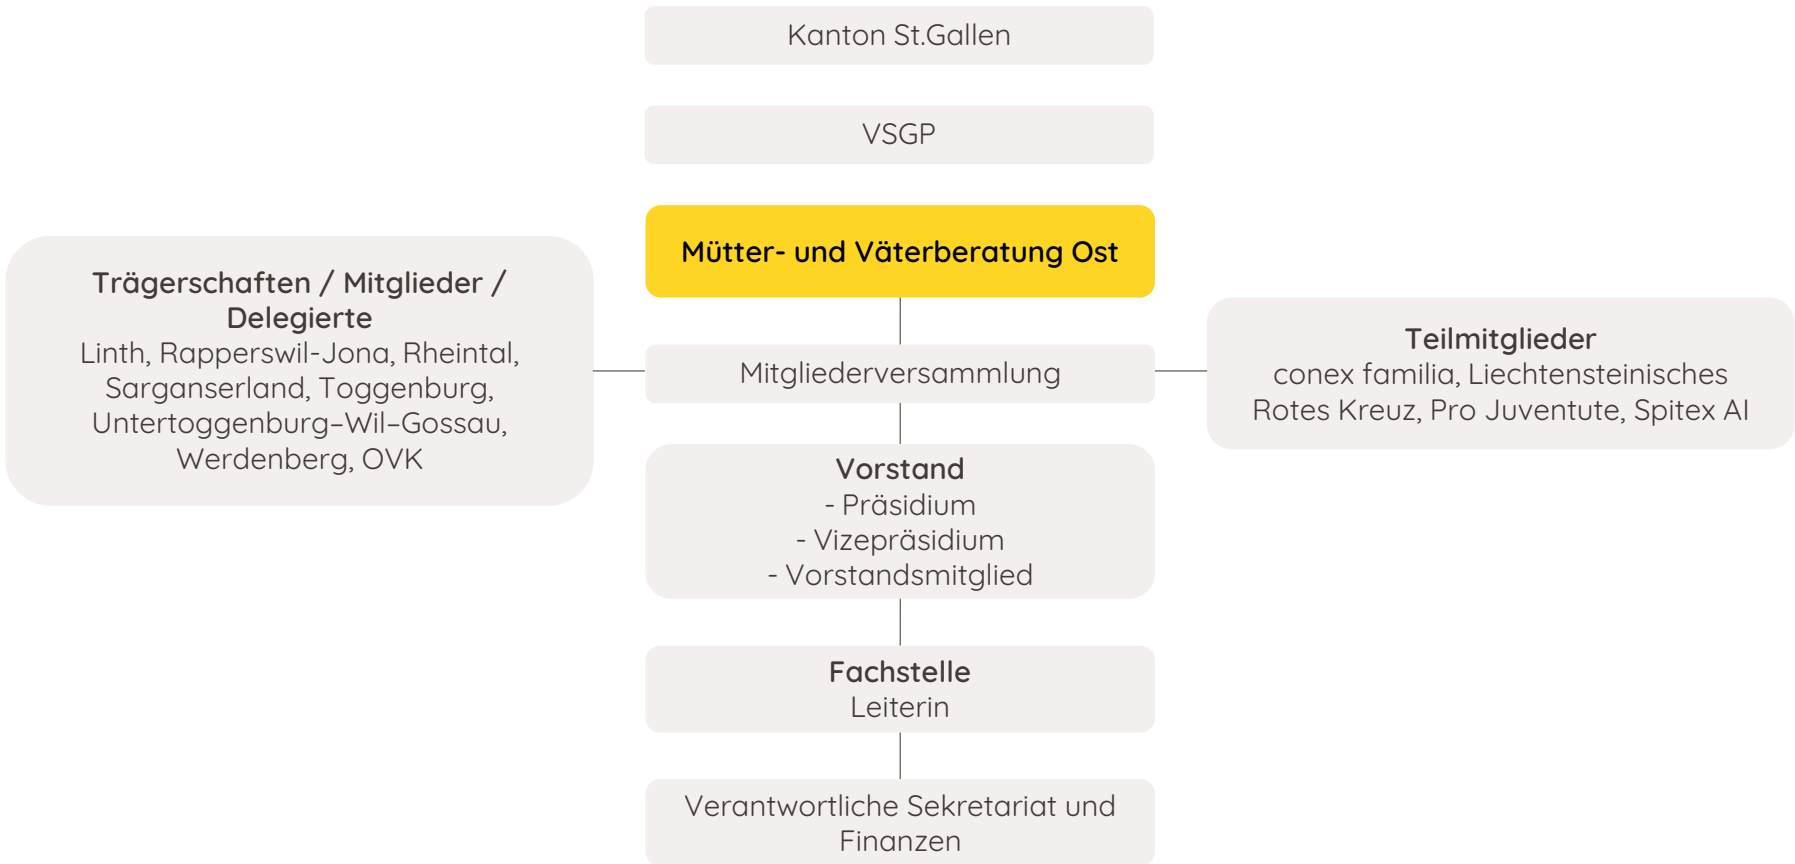 Kanton St.Gallen
VSGP
Mütter- und Väterberatung Ost
Trägerschaften / Mitglieder /
Delegierte
Linth, Rapperswil-Jona, Rheintal,
Sarganserland, Toggenburg,
Untertoggenburg–Wil–Gossau,
Werdenberg, OVK
Mitgliederversammlung
Teilmitglieder
conex familia, Liechtensteinisches
Rotes Kreuz, Pro Juventute, Spitex AI
Vorstand
- Präsidium
- Vizepräsidium
- Vorstandsmitglied
Fachstelle
Leiterin
Verantwortliche Sekretariat und
Finanzen